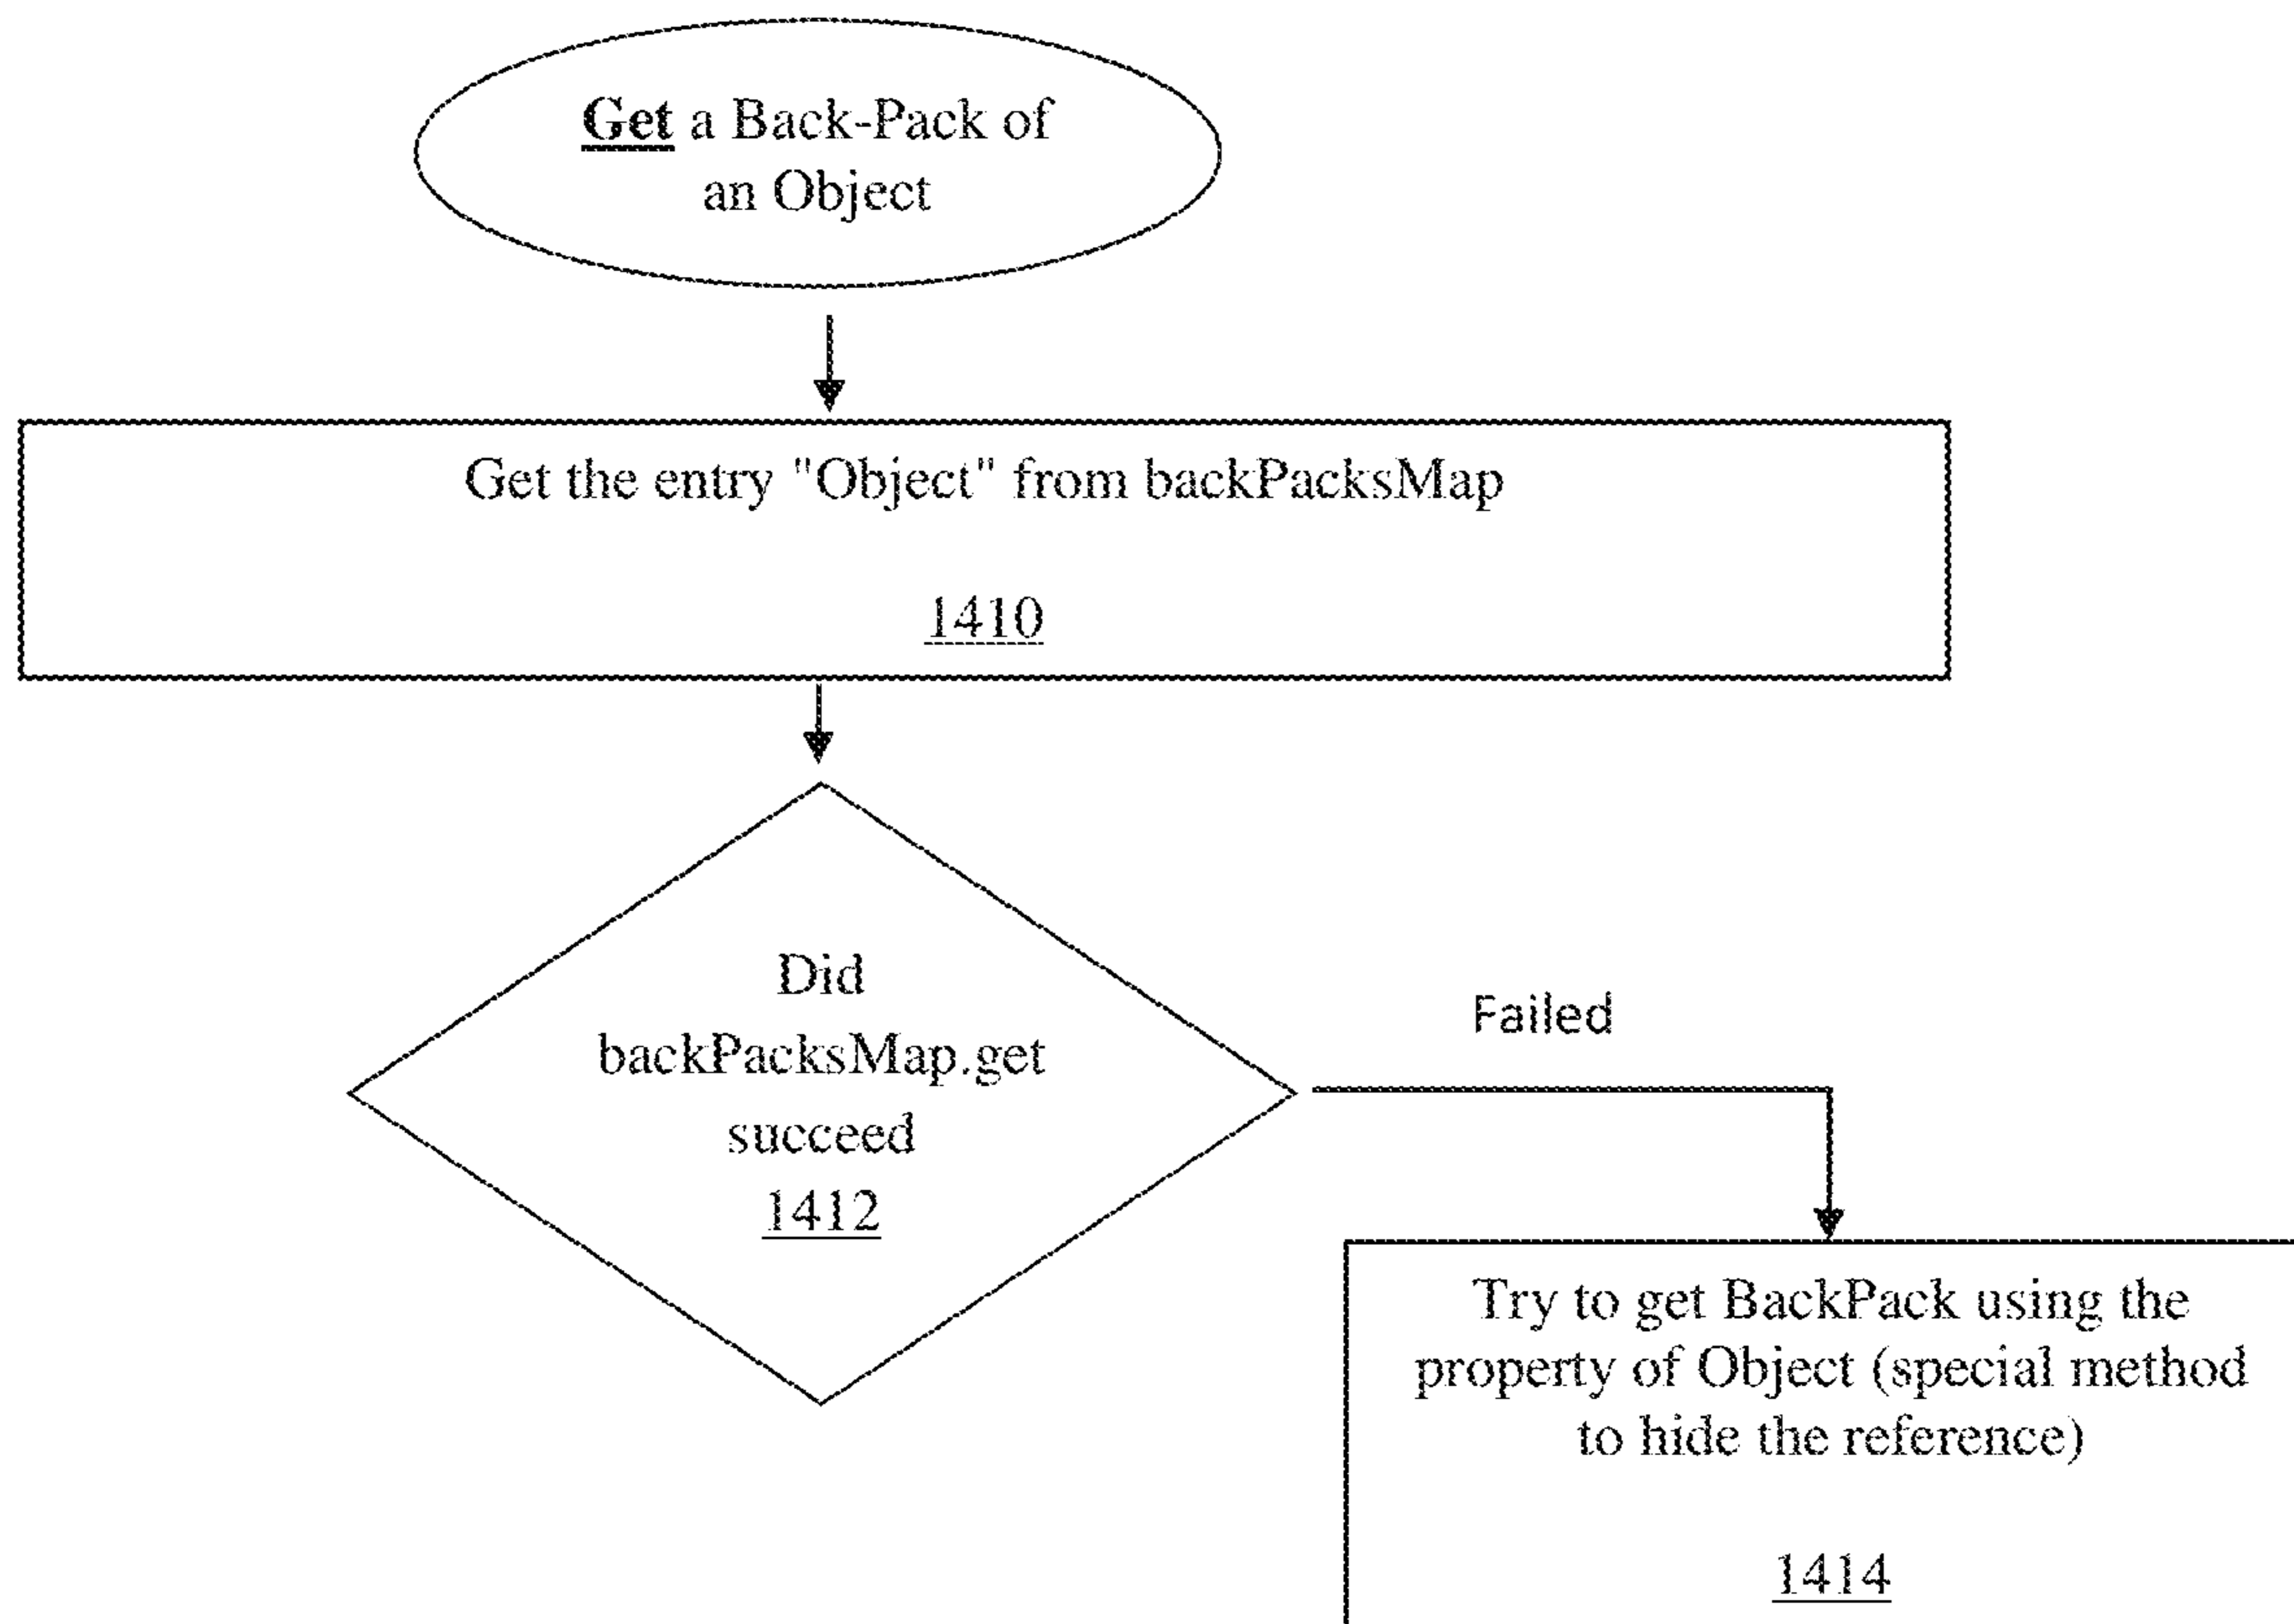 Get a Back-Pack of
an Object
Get the entry "Object" from backPacksMap
1410
Did
backPacksMap.get
succeed
1412
Failed
Try to get BackPack using the
property of Object (special method
to hide the reference)
1414